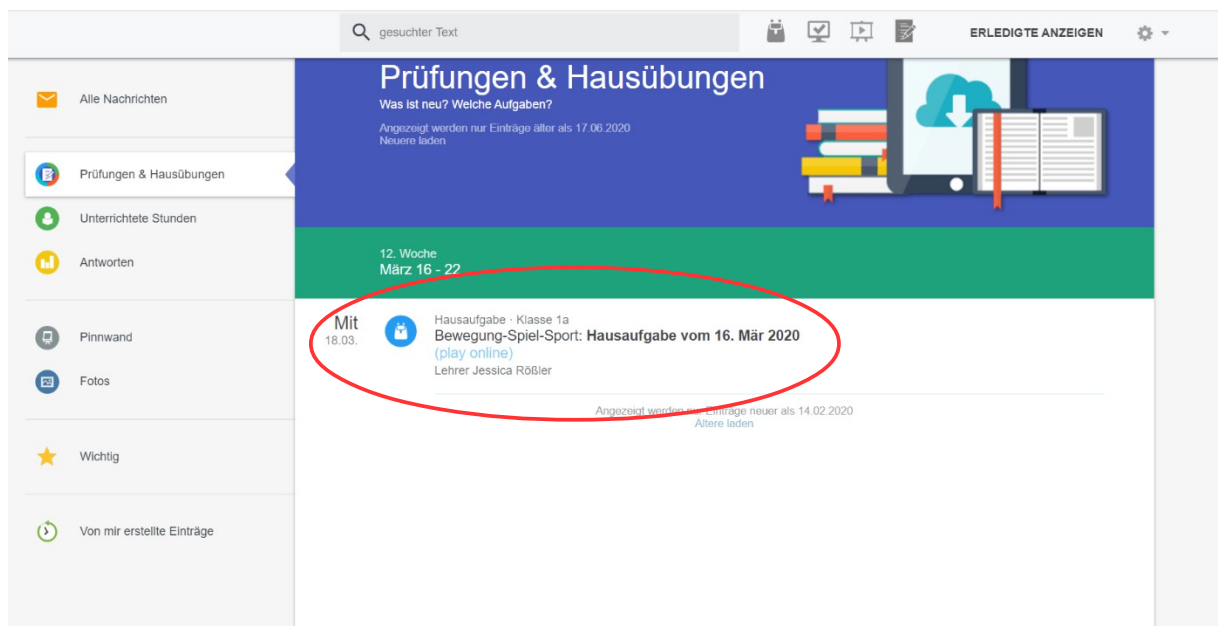 gesuchter Text
ERLEDIGTE ANZEIGEN
Alle Nachrichten
Prüfungen & Hausübungen
Unterrichtete Stunden
Antworten
Pinnwand
Fotos
Wichtig
Von mir erstellte Einträge
Prüfungen & Hausübungen
Was ist neu? Welche Aufgaben?
Angezeigt werden nur Einträge älter als 17.06.2020
Neuere laden
12. Woche
März 16 - 22
Mit
18.03.
Hausaufgabe · Klasse 1a
Bewegung-Spiel-Sport: Hausaufgabe vom 16. Mär 2020
(play online)
Lehrer Jessica Rößler
Angezeigt werden nur Einträge neuer als 14.02.2020
Ältere laden